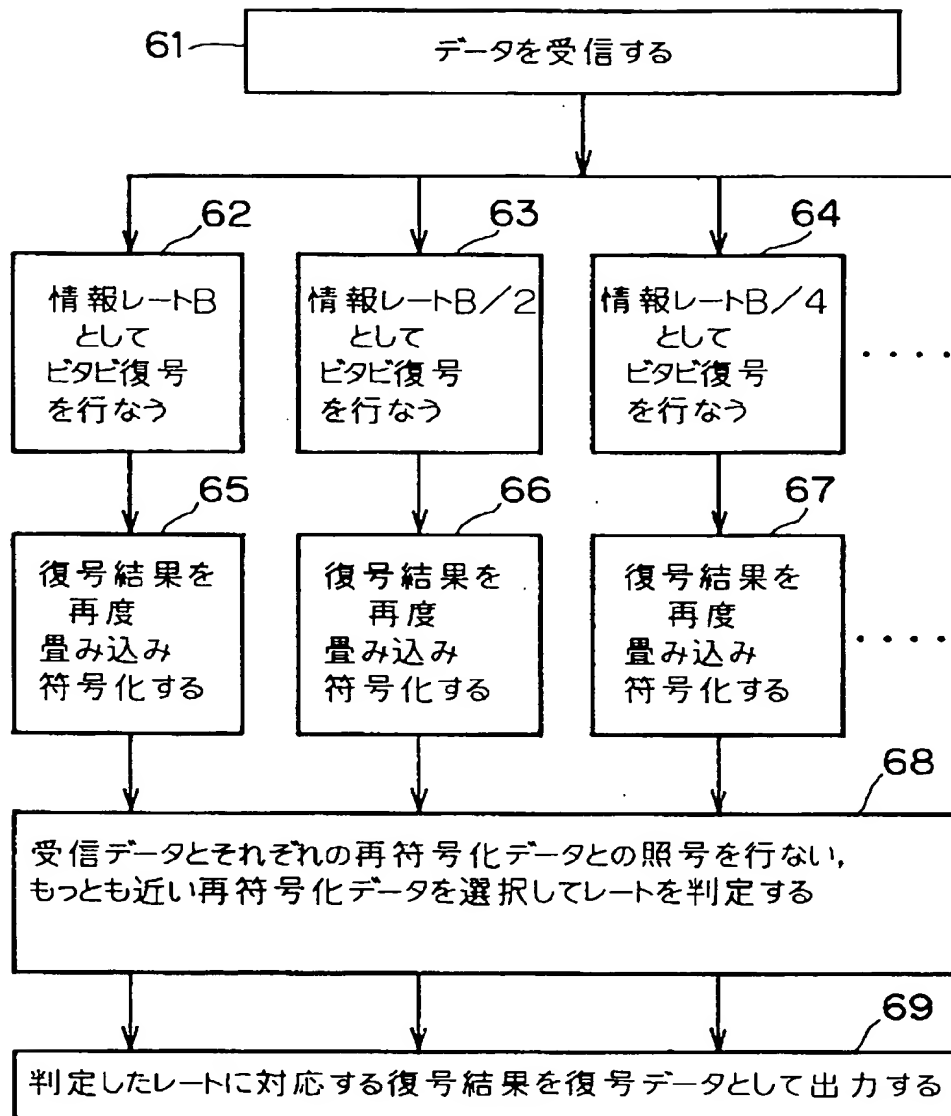 61
データを受信する
62
63
64
情報レートB
として
ビタビ復号
を行なう
情報レートB/2
として
ビタビ復号
を行なう
情報レートB/4
として
ビタビ復号
を行なう
・・・・
65
66
67
復号結果を
再度
畳み込み
符号化する
復号結果を
再度
畳み込み
符号化する
復号結果を
再度
畳み込み
符号化する
・・・・
68
受信データとそれぞれの再符号化データとの照号を行ない,
もっとも近い再符号化データを選択してレートを判定する
69
判定したレートに対応する復号結果を復号データとして出力する